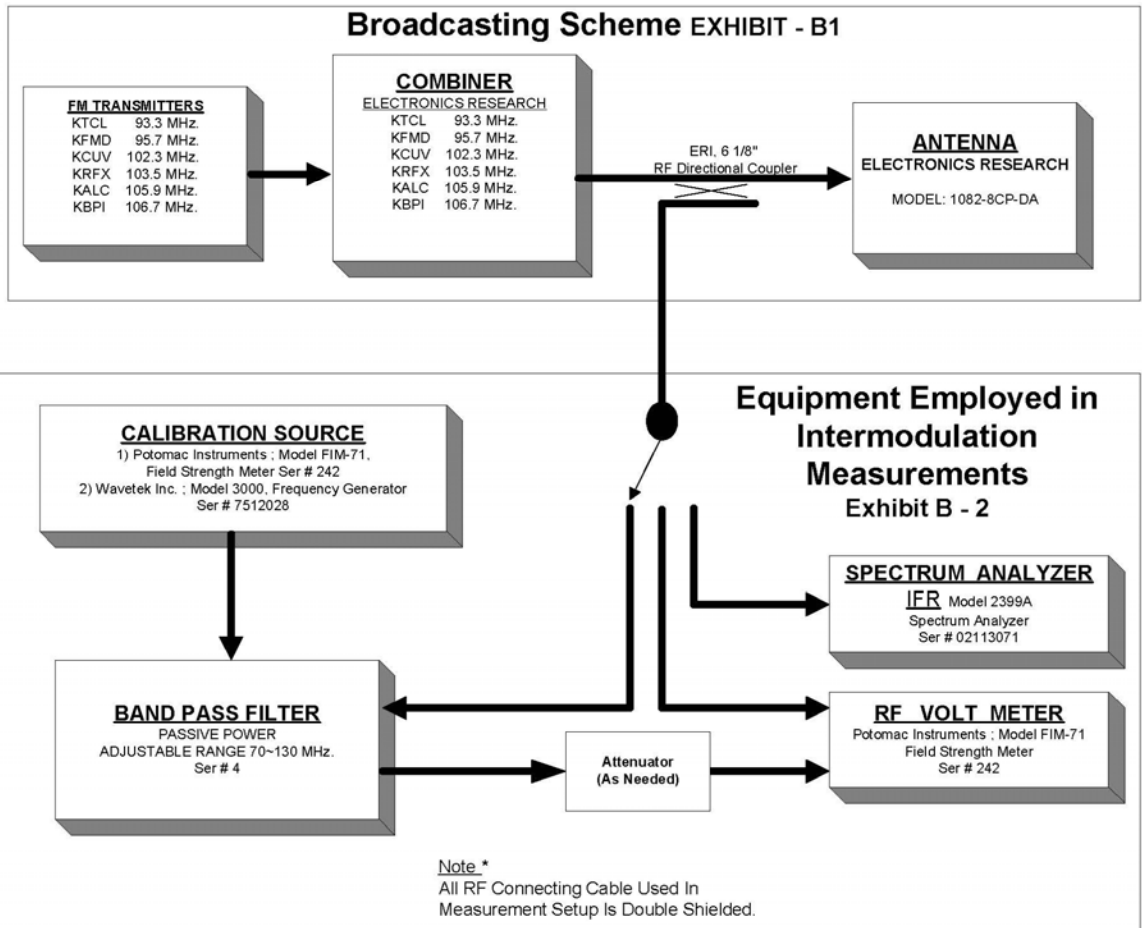 Broadcasting Scheme EXHIBIT - B1
FM TRANSMITTERS
KTCL 93.3 MHz.
KFMD 95.7 MHz.
KCUV 102.3 MHz.
KRFX 103.5 MHz.
KALC 105.9 MHz.
KBPI 106.7 MHz.
COMBINER
ELECTRONICS RESEARCH
KTCL 93.3 MHz.
KFMD 95.7 MHz.
KCUV 102.3 MHz.
KRFX 103.5 MHz.
KALC 105.9 MHz.
KBPI 106.7 MHz.
ERI, 6 1/8"
RF Directional Coupler
ANTENNA
ELECTRONICS RESEARCH
MODEL: 1082-8CP-DA
Equipment Employed in
Intermodulation
Measurements
Exhibit B - 2
CALIBRATION SOURCE
1) Potomac Instruments ; Model FIM-71,
Field Strength Meter Ser # 242
2) Wavetek Inc. ; Model 3000, Frequency Generator
Ser # 7512028
SPECTRUM ANALYZER
IFR Model 2399A
Spectrum Analyzer
Ser # 02113071
BAND PASS FILTER
PASSIVE POWER
ADJUSTABLE RANGE 70~130 MHz.
Ser # 4
Attenuator
(As Needed)
RF VOLT METER
Potomac Instruments ; Model FIM-71
Field Strength Meter
Ser # 242
Note *
All RF Connecting Cable Used In
Measurement Setup Is Double Shielded.